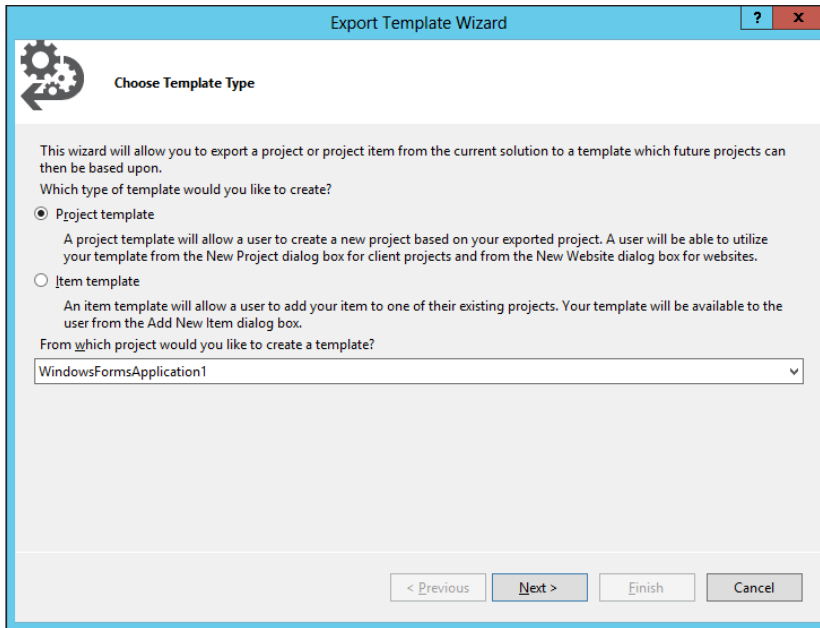 Export Template Wizard
? x
Choose Template Type
This wizard will allow you to export a project or project item from the current solution to a template which future projects can
then be based upon.
Which type of template would you like to create?
Project template
A project template will allow a user to create a new project based on your exported project. A user will be able to utilize
your template from the New Project dialog box for client projects and from the New Website dialog box for websites.
Item template
An item template will allow a user to add your item to one of their existing projects. Your template will be available to the
user from the Add New Item dialog box.
From which project would you like to create a template?
WindowsFormsApplication1
< Previous Next > Finish Cancel